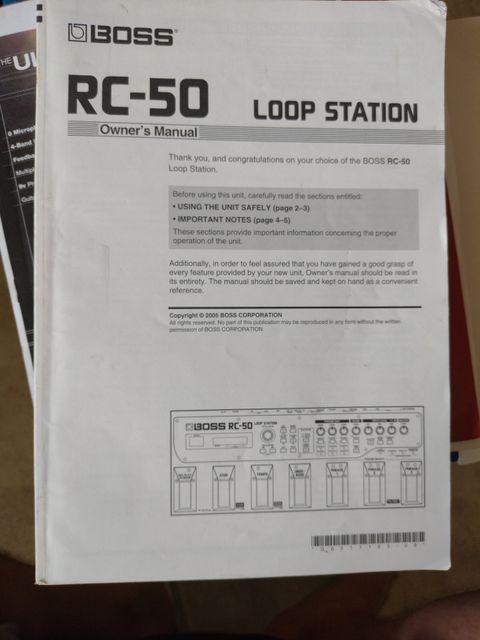 BOSS
RC-50 LOOP STATION
Owner's Manual
Thank you, and congratulations on your choice of the BOSS RC-50
Loop Station.
Before using this unit, carefully read the sections entitled:
• USING THE UNIT SAFELY (page 2–3)
• IMPORTANT NOTES (page 4–5)
These sections provide important information concerning the proper
operation of the unit.
Additionally, in order to feel assured that you have gained a good grasp of
every feature provided by your new unit, Owner's manual should be read in
its entirety. The manual should be saved and kept on hand as a convenient
reference.
Copyright © 2005 BOSS CORPORATION
All rights reserved. No part of this publication may be reproduced in any form without the written
permission of BOSS CORPORATION.
BOSS RC-50 LOOP STATION
THE
4-Band